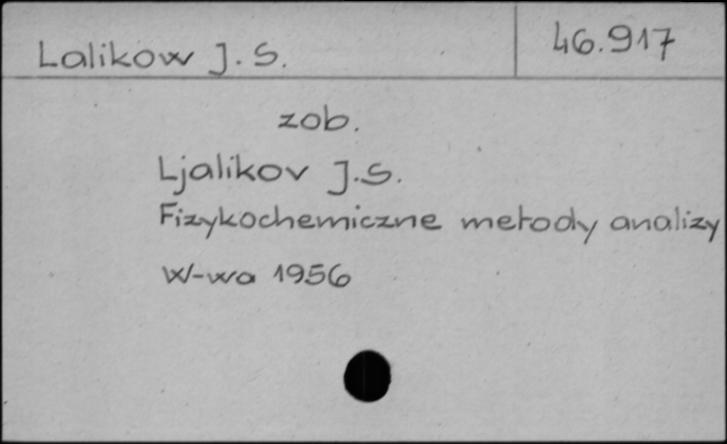 Lalikow J. S.
46.917
zob.
Ljalikov J.S.
Fizykochemiczne metody analizy
W-wa 1956